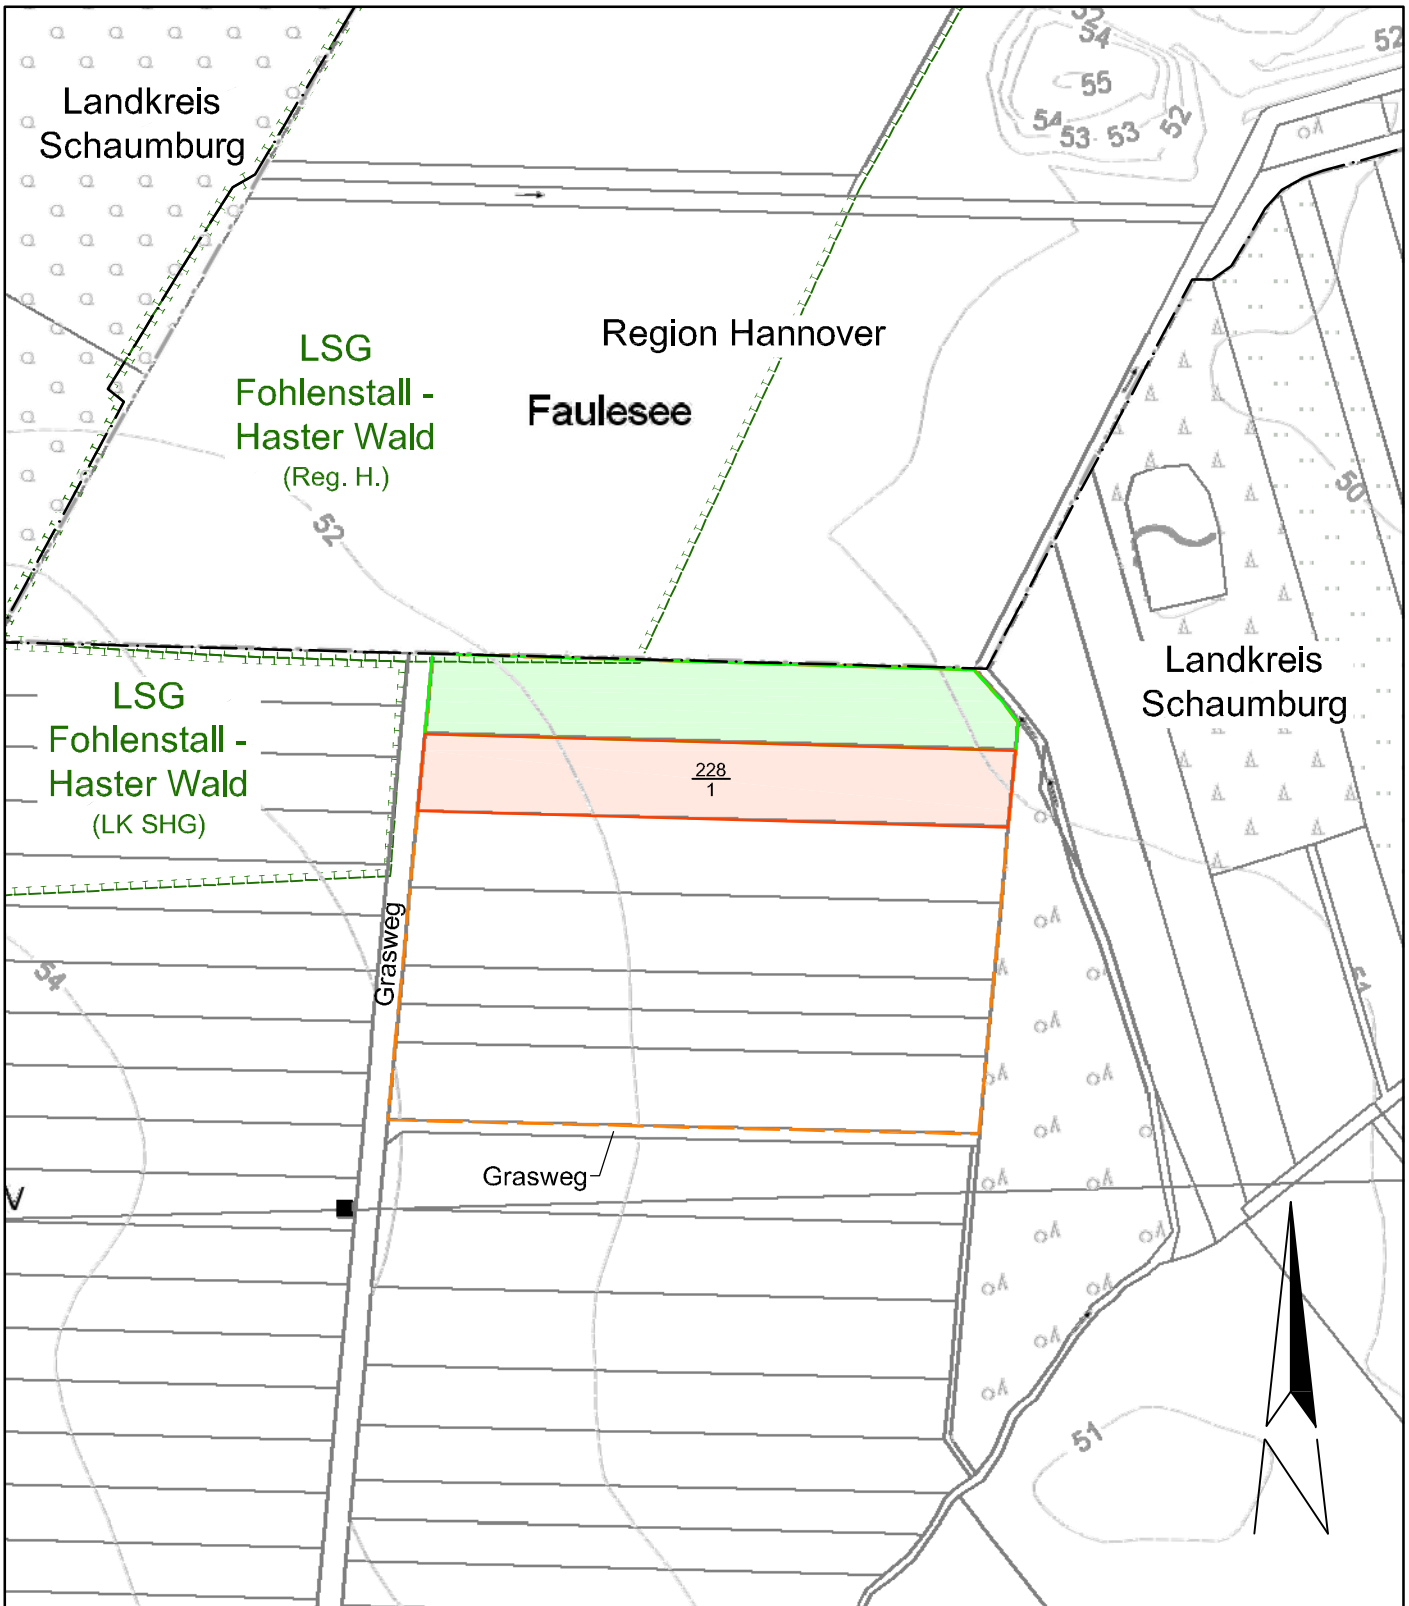 52
54
55
54
53
53
52
52
Landkreis
Schaumburg
Region Hannover
LSG
Fohlenstall -
Haster Wald
(Reg. H.)
Faulesee
50
52
Landkreis
Schaumburg
LSG
Fohlenstall -
Haster Wald
(LK SHG)
228
1
Grasweg
54
51
Grasweg
V
51
N